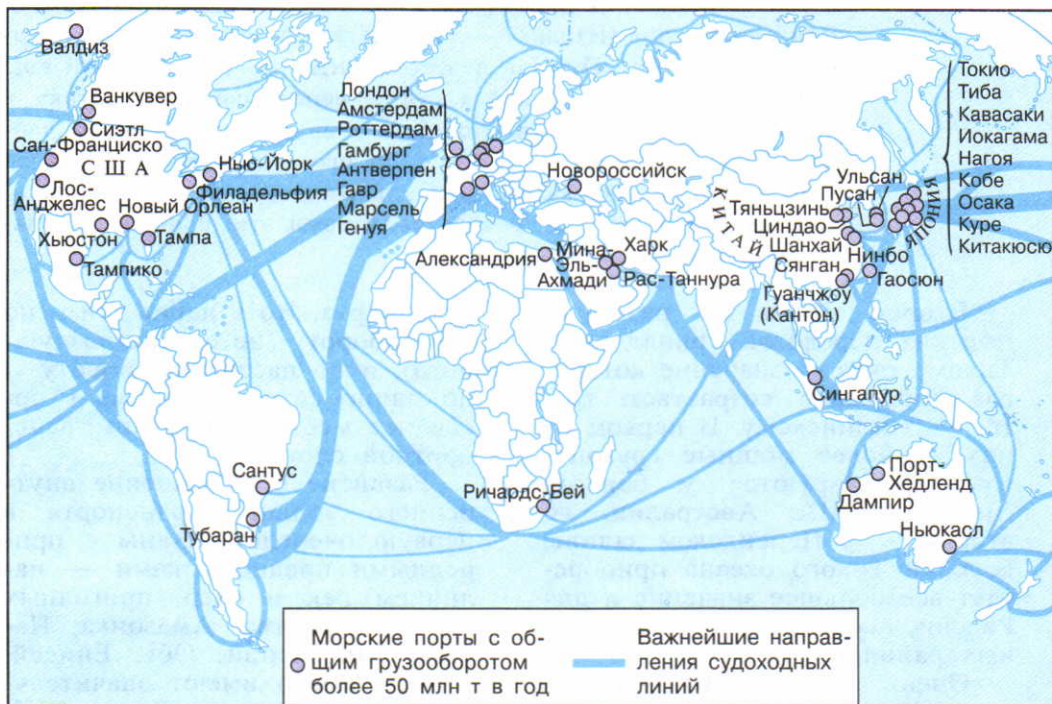 Валдиз
Ванкувер
Сиэтл
Сан-Франциско
США
Лос-
Анджелес
Нью-Йорк
Филадельфия
Новый Орлеан
Хьюстон
Тампа
Тампико
Лондон
Амстердам
Роттердам
Гамбург
Антверпен
Гавр
Марсель
Генуя
Новороссийск
Александрия
Мина-
Эль-
Ахмади
Харк
Рас-Таннура
КИТАЙ
Ульсан
Пусан
Тяньцзинь
Циндао
Шанхай
Нинбо
Сянган
Гуанчжоу
(Кантон)
Таосюн
ЯПОНИЯ
Токио
Тиба
Кавасаки
Иокагама
Нагоя
Кобе
Осака
Куре
Китакюсю
Сингапур
Сантус
Тубаран
Ричардс-Бей
Порт-
Хедленд
Дампир
Ньюкасл
Морские порты с об-
щим грузооборотом
более 50 млн т в год
Важнейшие направ-
ления судоходных
линий